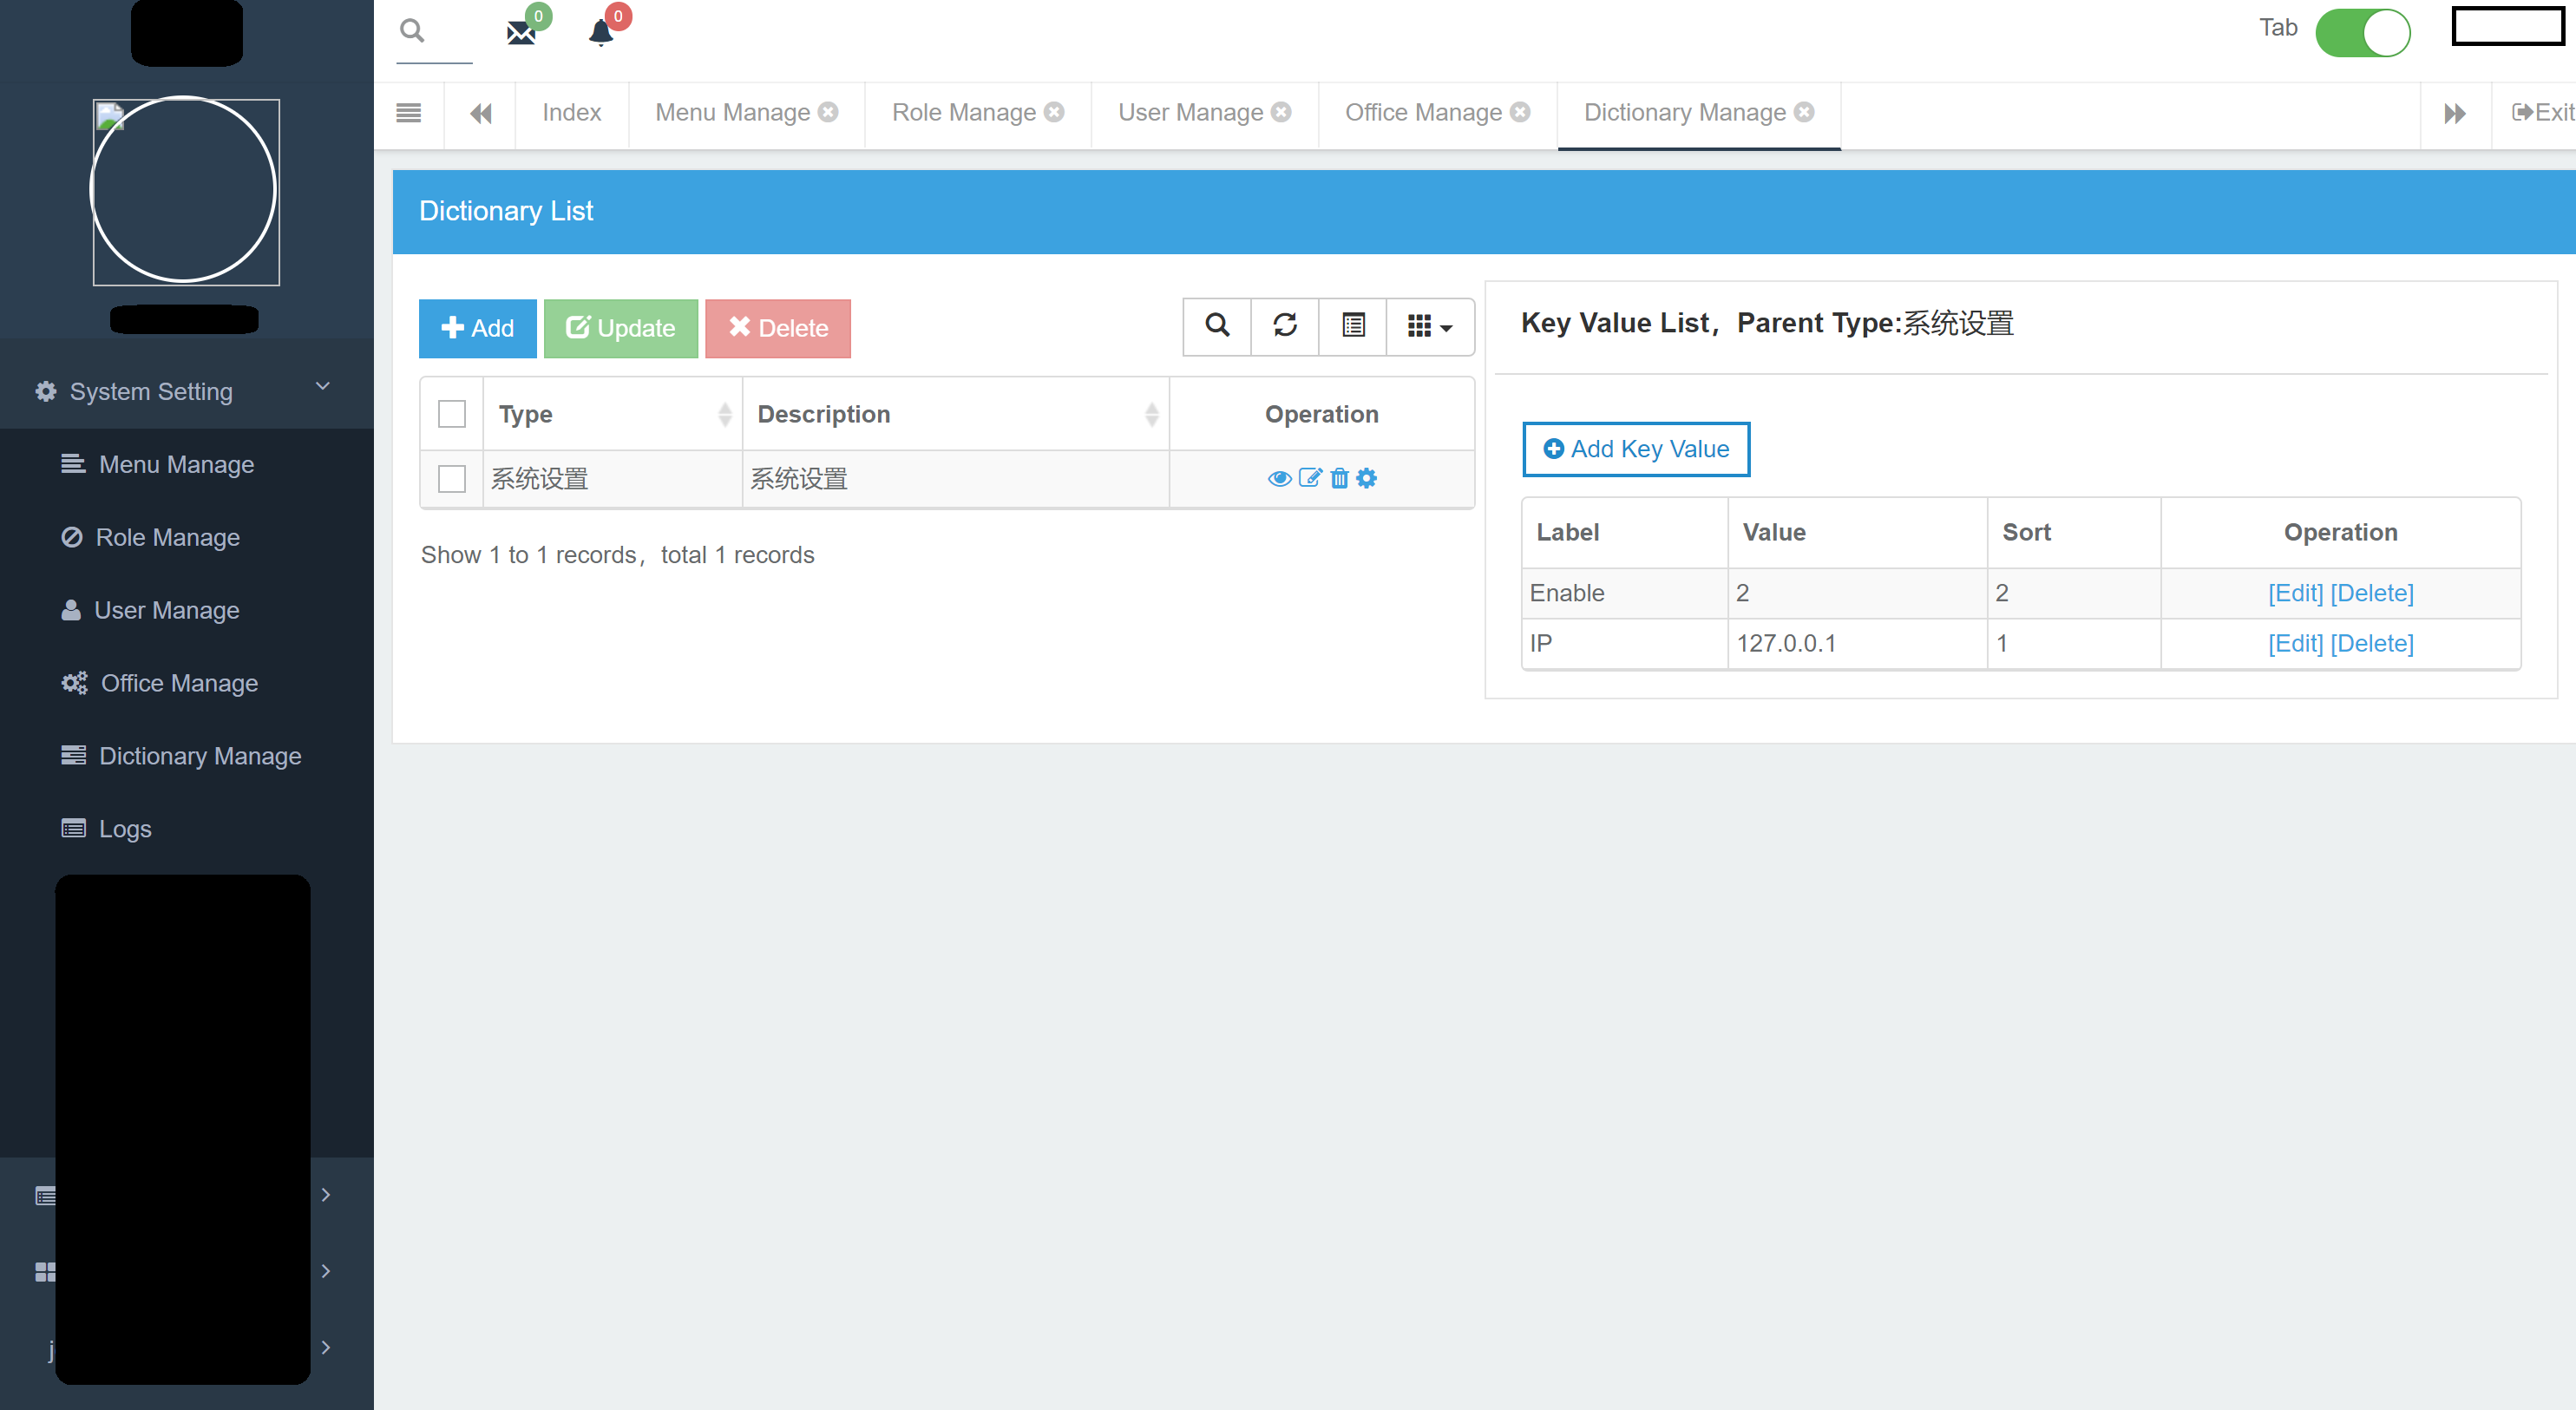 0
0
Tab
Index
Menu Manage
Role Manage
User Manage
Office Manage
Dictionary Manage
Exit
System Setting
Menu Manage
Role Manage
User Manage
Office Manage
Dictionary Manage
Logs
j
Dictionary List
Add
Update
Delete
Type Description Operation
系统设置 系统设置
Show 1 to 1 records，total 1 records
Key Value List，Parent Type:系统设置
Add Key Value
Label Value Sort Operation
Enable 2 2 [Edit] [Delete]
IP 127.0.0.1 1 [Edit] [Delete]